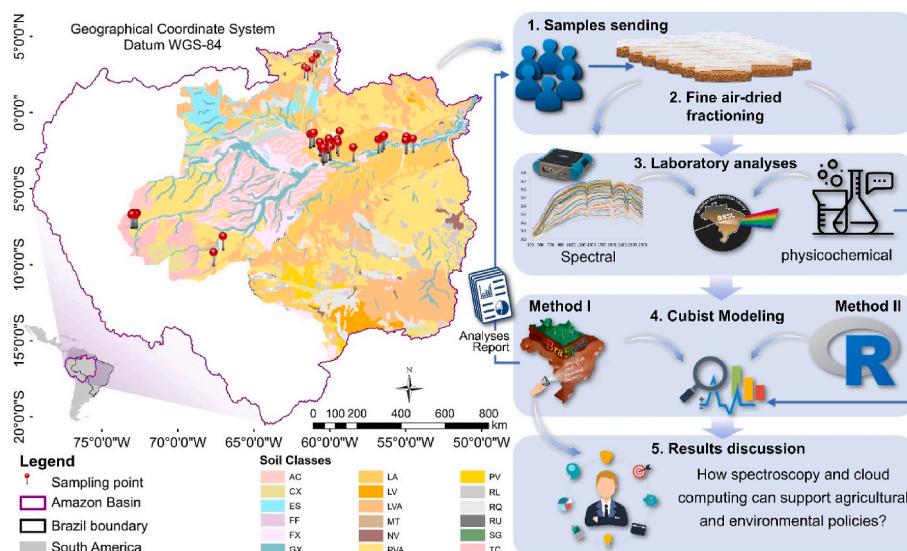 Geographical Coordinate System
Datum WGS-84
5°0'0"N
0°0'0"
5°0'0"S
10°0'0"S
15°0'0"S
20°0'0"S
75°0'0"W
70°0'0"W
65°0'0"W
60°0'0"W
55°0'0"W
50°0'0"W
N
0 100 200
400
600
800
km
Legend
Sampling point
Amazon Basin
Brazil boundary
South America
Soil Classes
AC
CX
ES
FF
FX
GX
LA
LV
LVA
MT
NV
PVA
PV
RL
RQ
RU
SG
TC
1. Samples sending
2. Fine air-dried
fractioning
3. Laboratory analyses
Spectral
BSSL
physicochemical
Analyses
Report
Method I
4. Cubist Modeling
Method II
R
5. Results discussion
How spectroscopy and cloud
computing can support agricultural
and environmental policies?